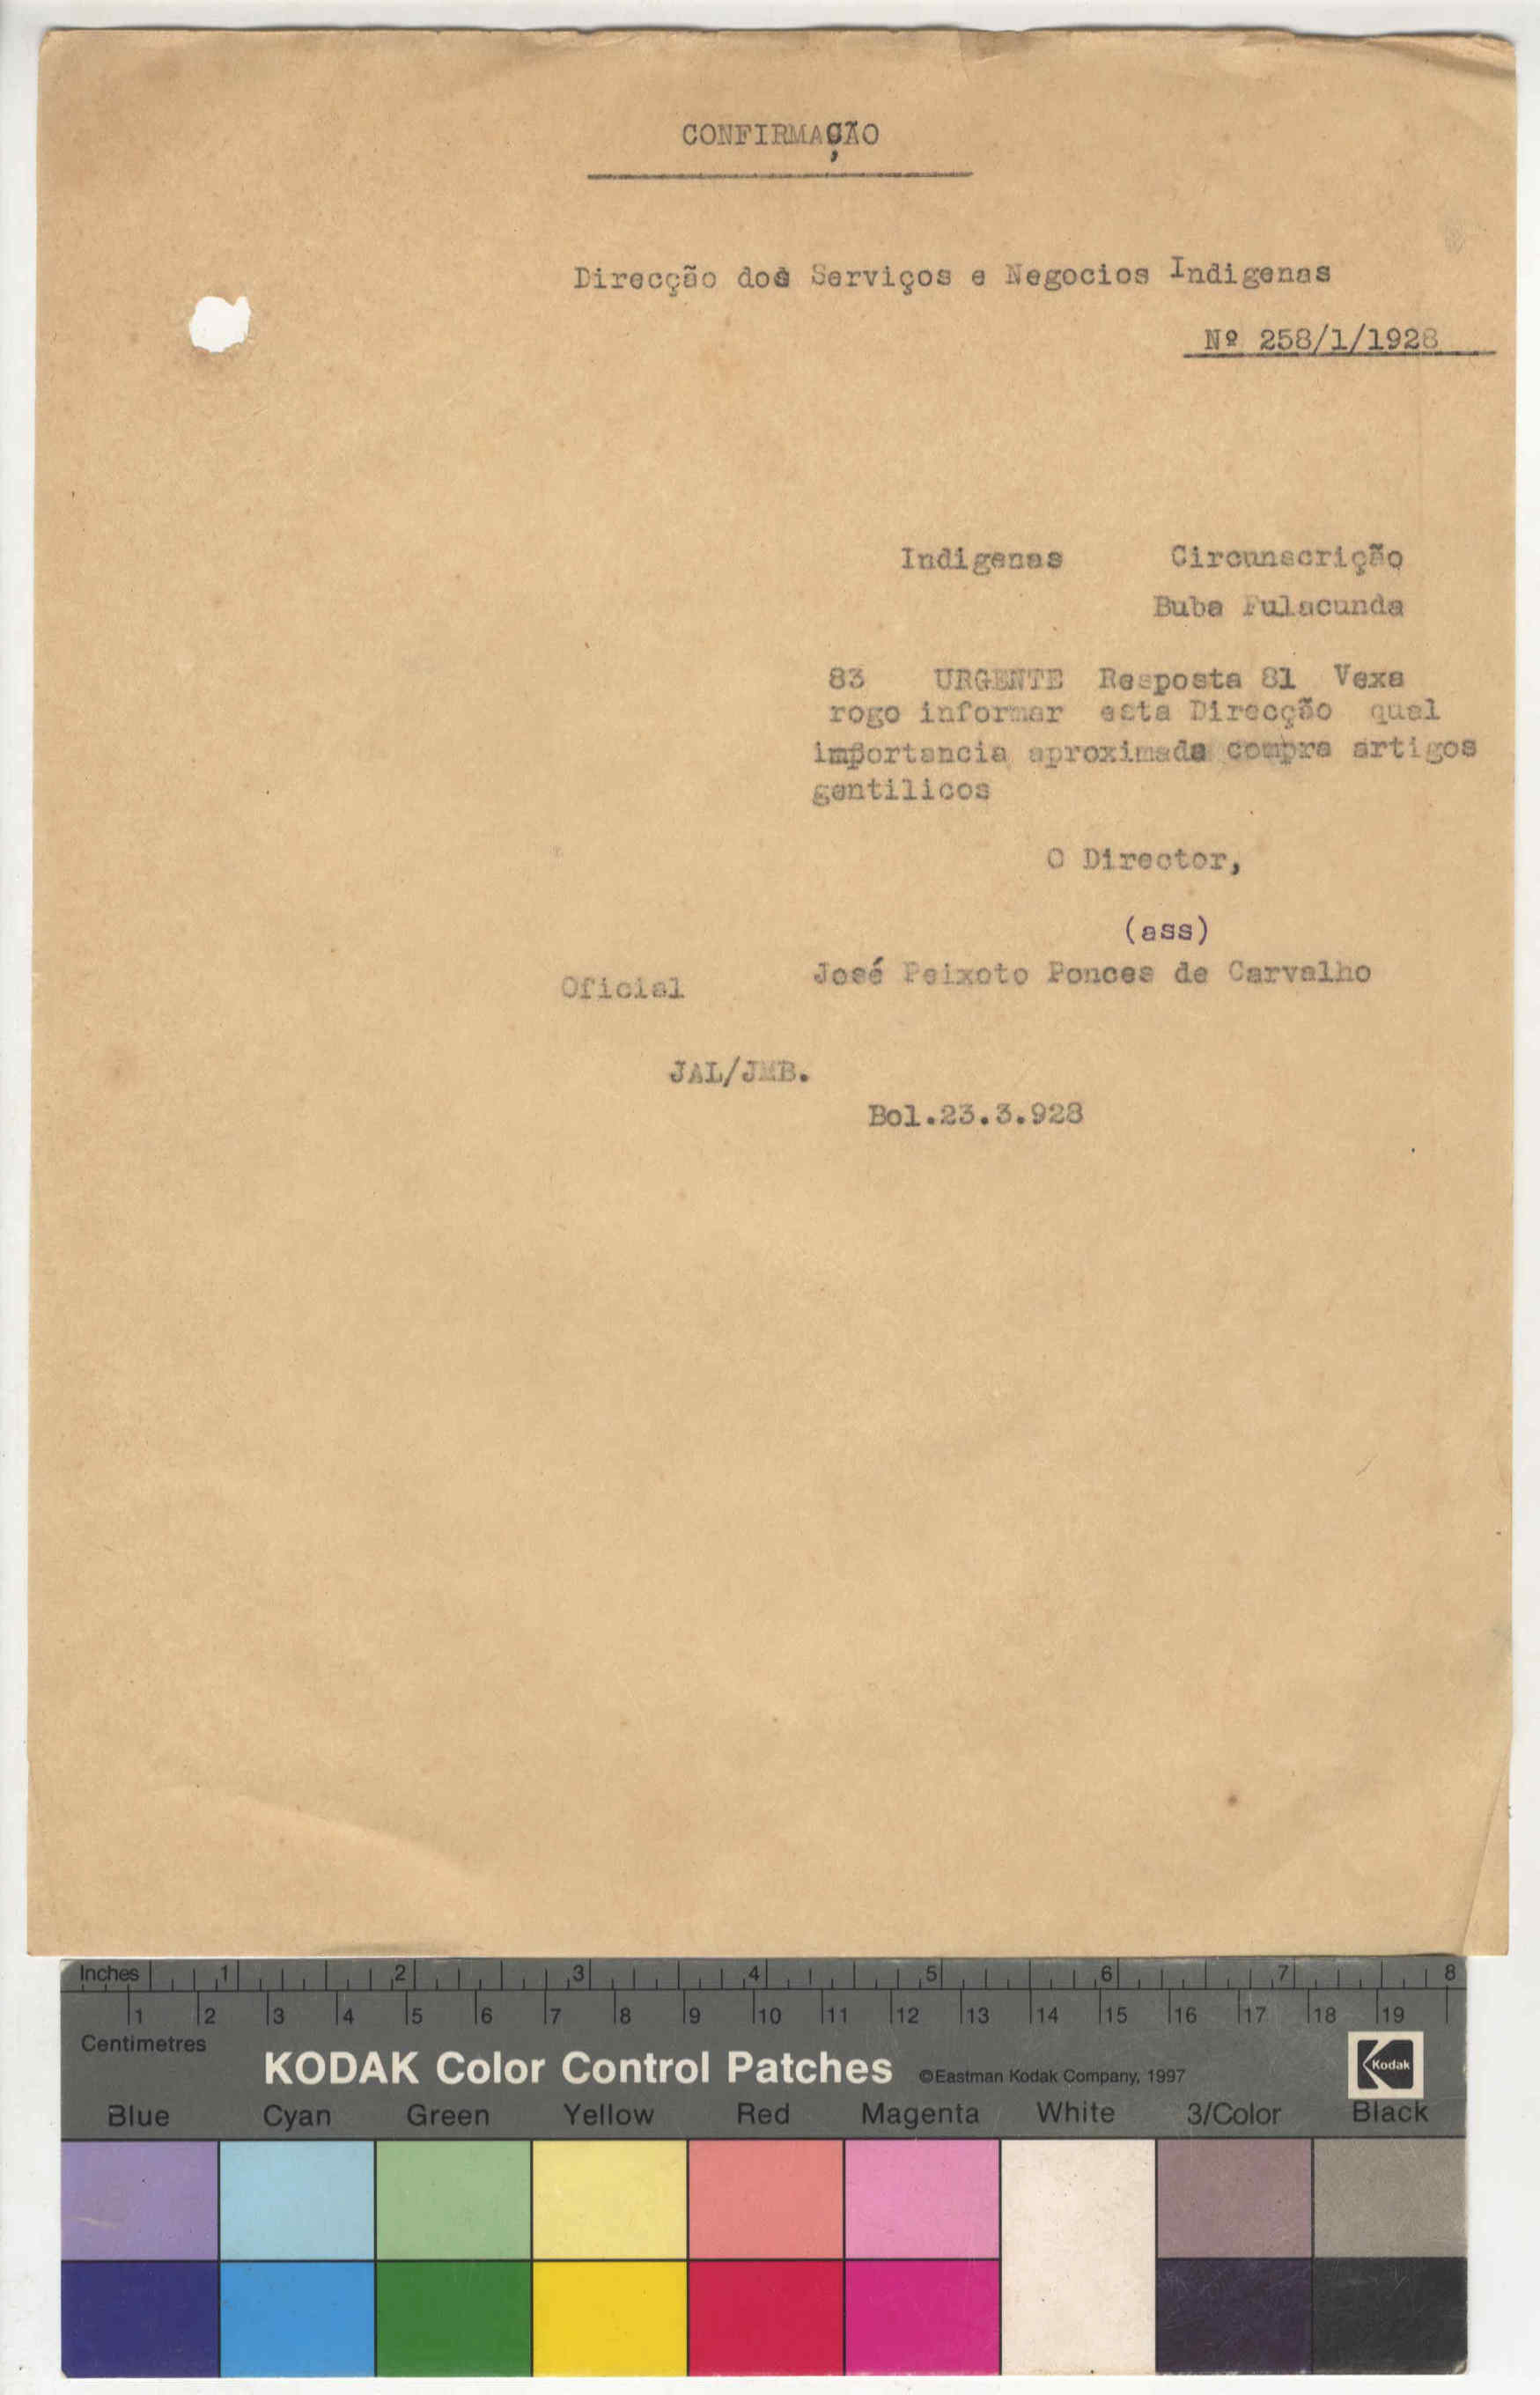 CONFIRMAÇÃO
Direcção dos Serviços e Negocios Indigenas
Nº 258/1/1928
Indigenas Circunscrição
Buba Fulacunda
83 URGENTE Resposta 81 Vexa
rogo informar esta Direcção qual
importancia aproximada compra artigos
gentilicos
O Director,
(ass)
José Peixoto Ponces de Carvalho
Oficial
JAL/JMB.
Bol.23.3.928
Inches 1 2 3 4 5 6 7 8
1 2 3 4 5 6 7 8 9 10 11 12 13 14 15 16 17 18 19
Centimetres
KODAK Color Control Patches ©Eastman Kodak Company, 1997 Kodak
Blue Cyan Green Yellow Red Magenta White 3/Color Black